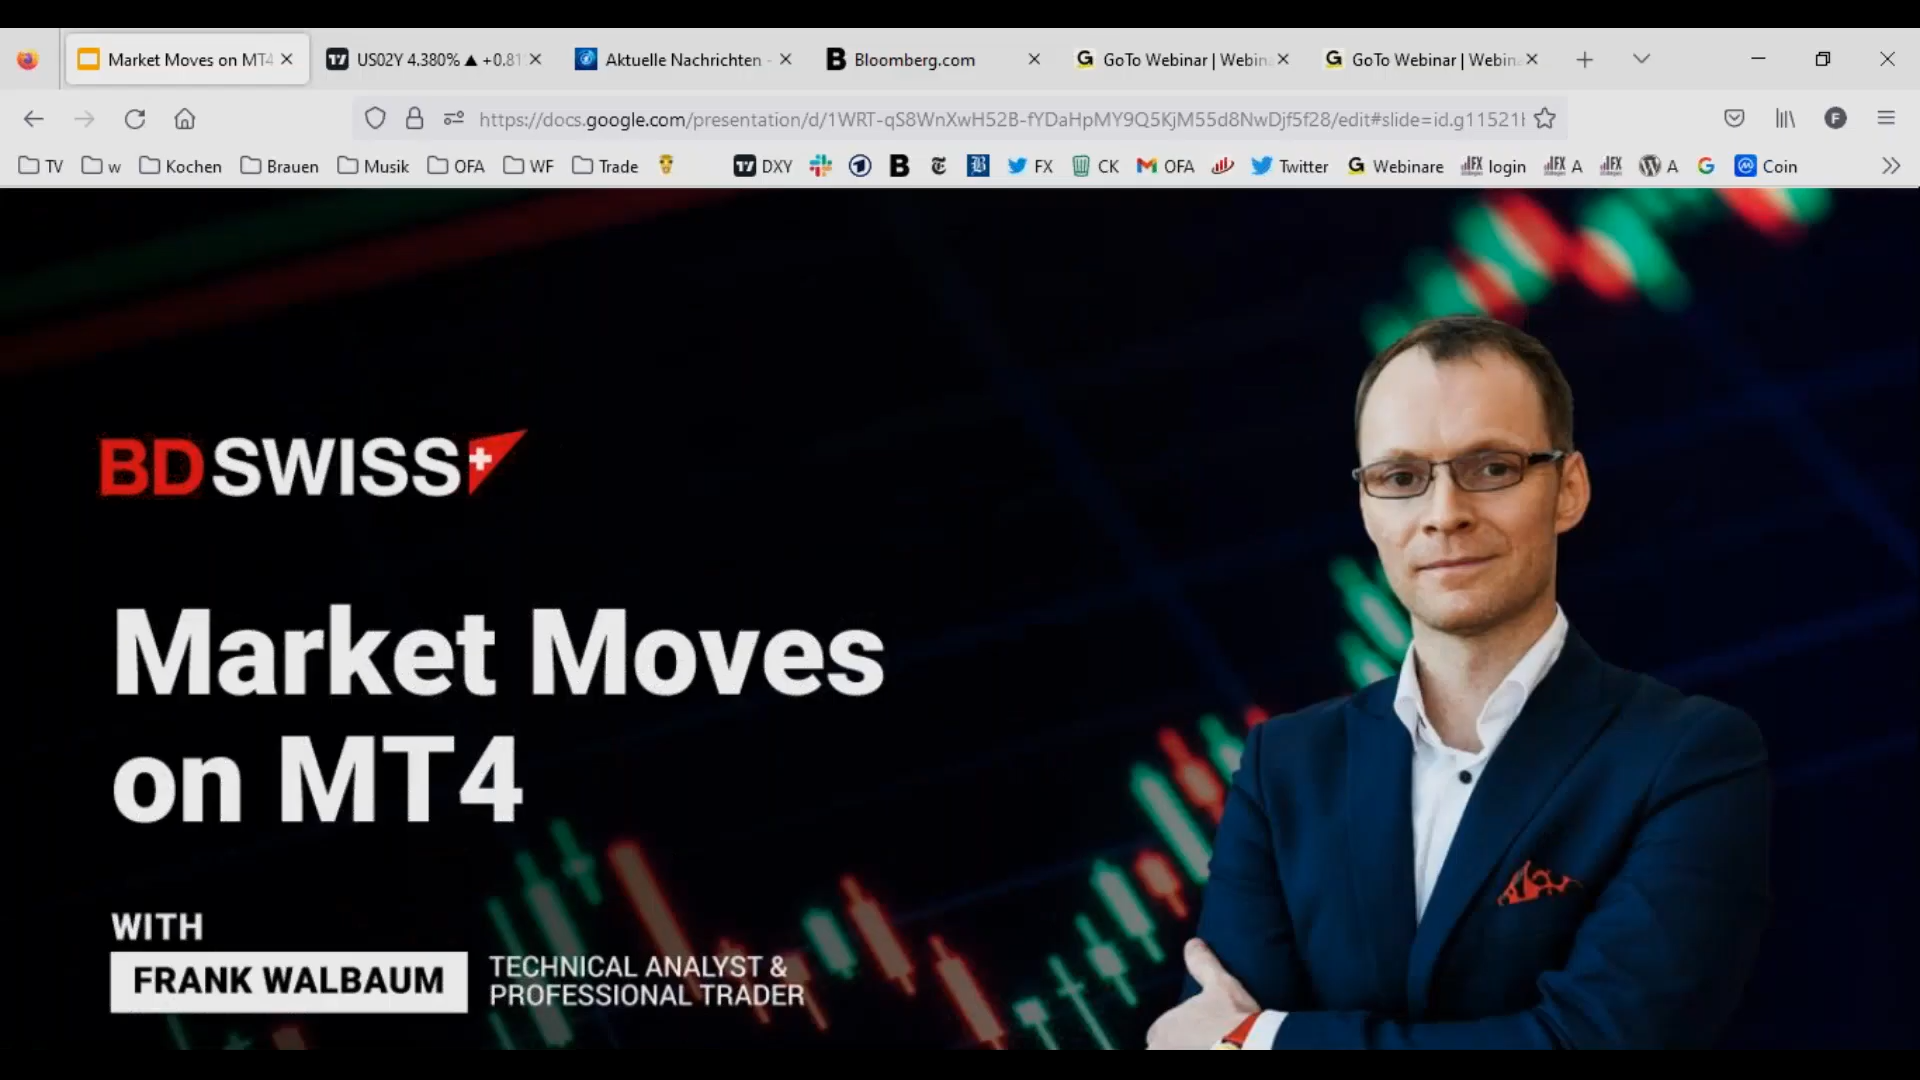 Market Moves on MT4
US02Y 4.380% ▲ +0.81
Aktuelle Nachrichten -
Bloomberg.com
GoTo Webinar | Webin
GoTo Webinar | Webin
https://docs.google.com/presentation/d/1WRT-qS8WnXwH52B-fYDaHpMY9Q5KjM55d8NwDjf5f28/edit#slide=id.g11521
F
TV
w
Kochen
Brauen
Musik
OFA
WF
Trade
DXY
FX
CK
OFA
Twitter
Webinare
login
A
A
Coin
BDSWISS
Market Moves
on MT4
WITH
FRANK WALBAUM
TECHNICAL ANALYST &
PROFESSIONAL TRADER